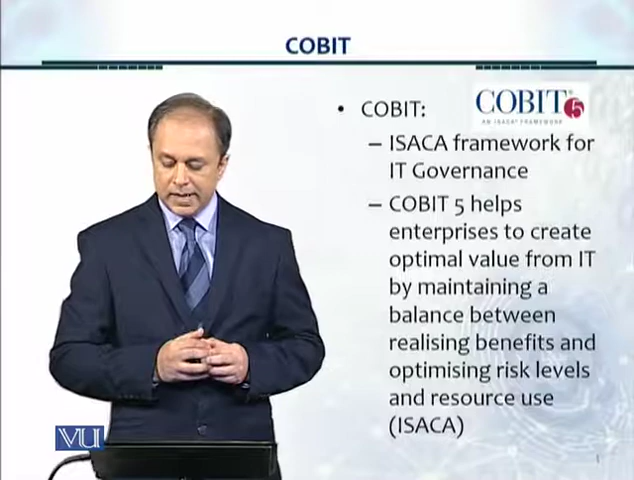 COBIT
• COBIT:
COBIT 5
AN ISACA® FRAMEWORK
– ISACA framework for
IT Governance
– COBIT 5 helps
enterprises to create
optimal value from IT
by maintaining a
balance between
realising benefits and
optimising risk levels
and resource use
(ISACA)
VU
1